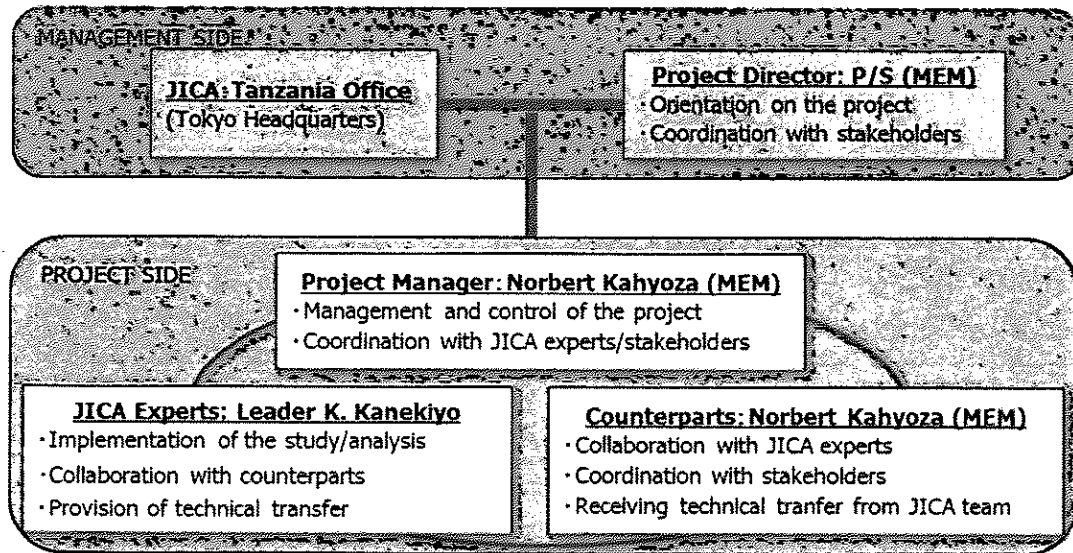 MANAGEMENT SIDE
JICA: Tanzania Office
(Tokyo Headquarters)
Project Director: P/S (MEM)
・Orientation on the project
・Coordination with stakeholders
PROJECT SIDE
Project Manager: Norbert Kahyoza (MEM)
・Management and control of the project
・Coordination with JICA experts/stakeholders
JICA Experts: Leader K. Kanekiyo
・Implementation of the study/analysis
・Collaboration with counterparts
・Provision of technical transfer
Counterparts: Norbert Kahyoza (MEM)
・Collaboration with JICA experts
・Coordination with stakeholders
・Receiving technical tranfer from JICA team